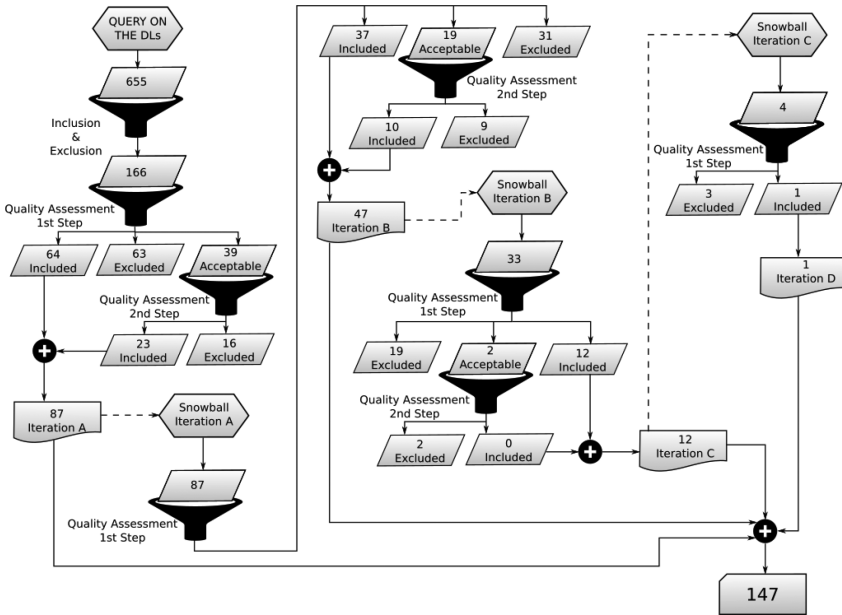 QUERY ON
THE DLs
655
Inclusion
&
Exclusion
166
Quality Assessment
1st Step
64
Included
63
Excluded
39
Acceptable
Quality Assessment
2nd Step
23
Included
16
Excluded
87
Iteration A
Snowball
Iteration A
87
Quality Assessment
1st Step
37
Included
19
Acceptable
31
Excluded
Quality Assessment
2nd Step
10
Included
9
Excluded
47
Iteration B
Snowball
Iteration B
33
Quality Assessment
1st Step
19
Excluded
2
Acceptable
12
Included
Quality Assessment
2nd Step
2
Excluded
0
Included
12
Iteration C
Snowball
Iteration C
4
Quality Assessment
1st Step
3
Excluded
1
Included
1
Iteration D
147